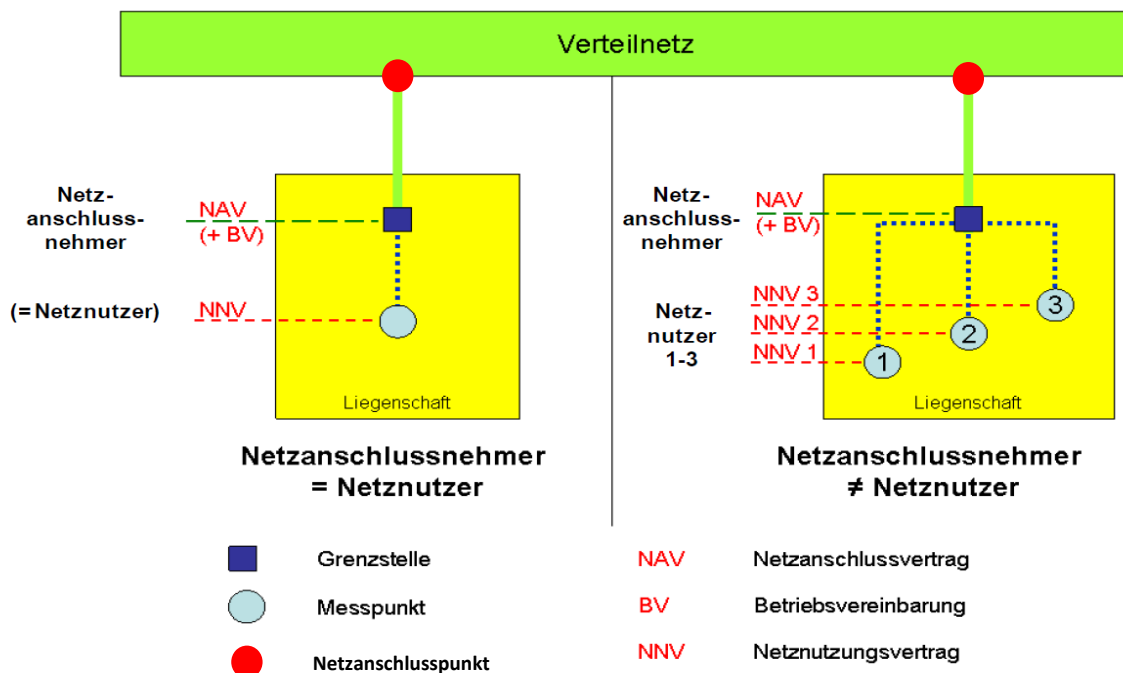 Verteilnetz
Netz-
anschluss-
nehmer
NAV
(+ BV)
(= Netznutzer)
NNV
Liegenschaft
Netzanschlussnehmer
= Netznutzer
Netz-
anschluss-
nehmer
NAV
(+ BV)
Netz-
nutzer
1-3
NNV 3
NNV 2
NNV 1
3
2
1
Liegenschaft
Netzanschlussnehmer
≠ Netznutzer
Grenzstelle
Messpunkt
Netzanschlusspunkt
NAV Netzanschlussvertrag
BV Betriebsvereinbarung
NNV Netznutzungsvertrag